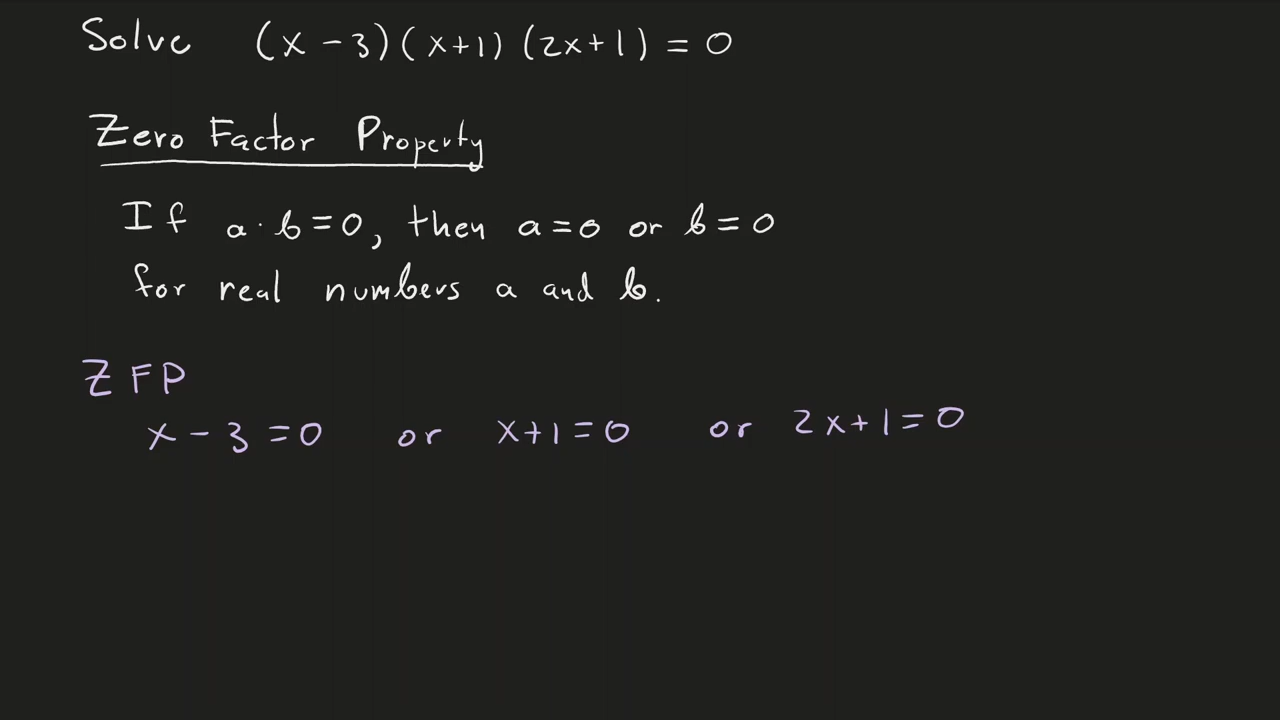 Solve (x-3)(x+1)(2x+1)=0
Zero Factor Property
If a·b=0, then a=0 or b=0
for real numbers a and b.
ZFP
x-3=0 or x+1=0 or 2x+1=0